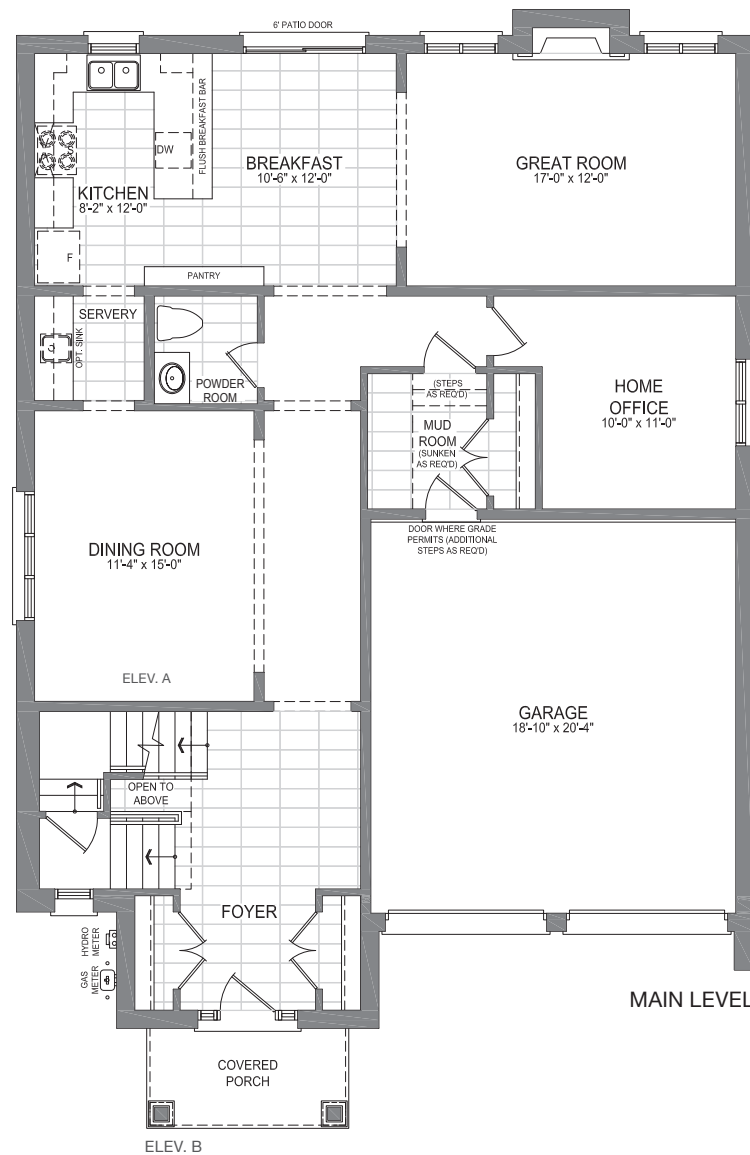 6' PATIO DOOR
FLUSH BREAKFAST BAR
DW
KITCHEN
8'-2" x 12'-0"
BREAKFAST
10'-6" x 12'-0"
GREAT ROOM
17'-0" x 12'-0"
F
PANTRY
SERVERY
OPT. SINK
POWDER
ROOM
(STEPS
AS REQ'D)
MUD
ROOM
(SUNKEN
AS REQ'D)
HOME
OFFICE
10'-0" x 11'-0"
DOOR WHERE GRADE
PERMITS (ADDITIONAL
STEPS AS REQ'D)
DINING ROOM
11'-4" x 15'-0"
ELEV. A
GARAGE
18'-10" x 20'-4"
OPEN TO
ABOVE
FOYER
HYDRO
METER
GAS
METER
MAIN LEVEL
COVERED
PORCH
ELEV. B